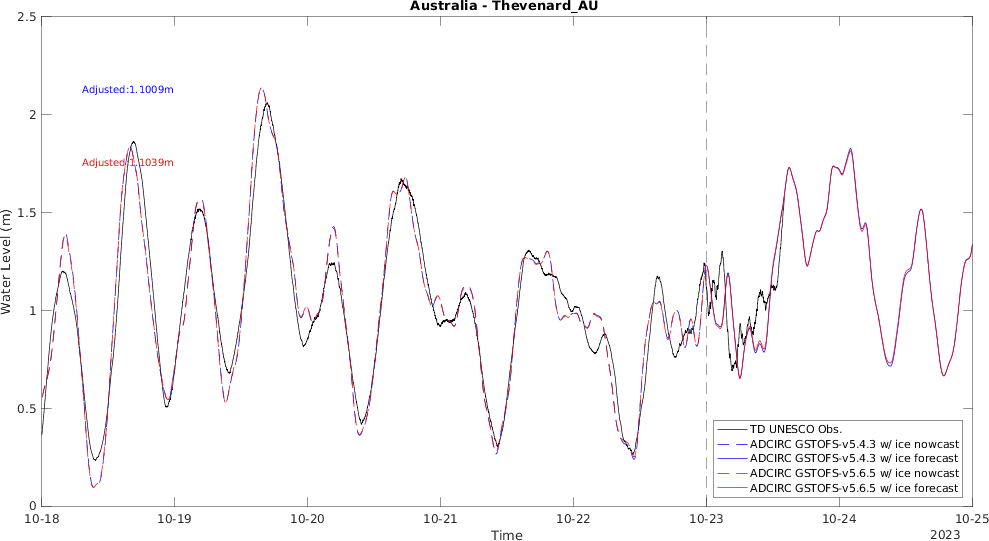 Australia - Thevenard_AU
2.5
2
1.5
1
0.5
0
Water Level (m)
Adjusted:1.1009m
Adjusted:1.1039m
TD UNESCO Obs.
ADCIRC GSTOFS-v5.4.3 w/ ice nowcast
ADCIRC GSTOFS-v5.4.3 w/ ice forecast
ADCIRC GSTOFS-v5.6.5 w/ ice nowcast
ADCIRC GSTOFS-v5.6.5 w/ ice forecast
10-18 10-19 10-20 10-21 10-22 10-23 10-24 10-25
Time
2023